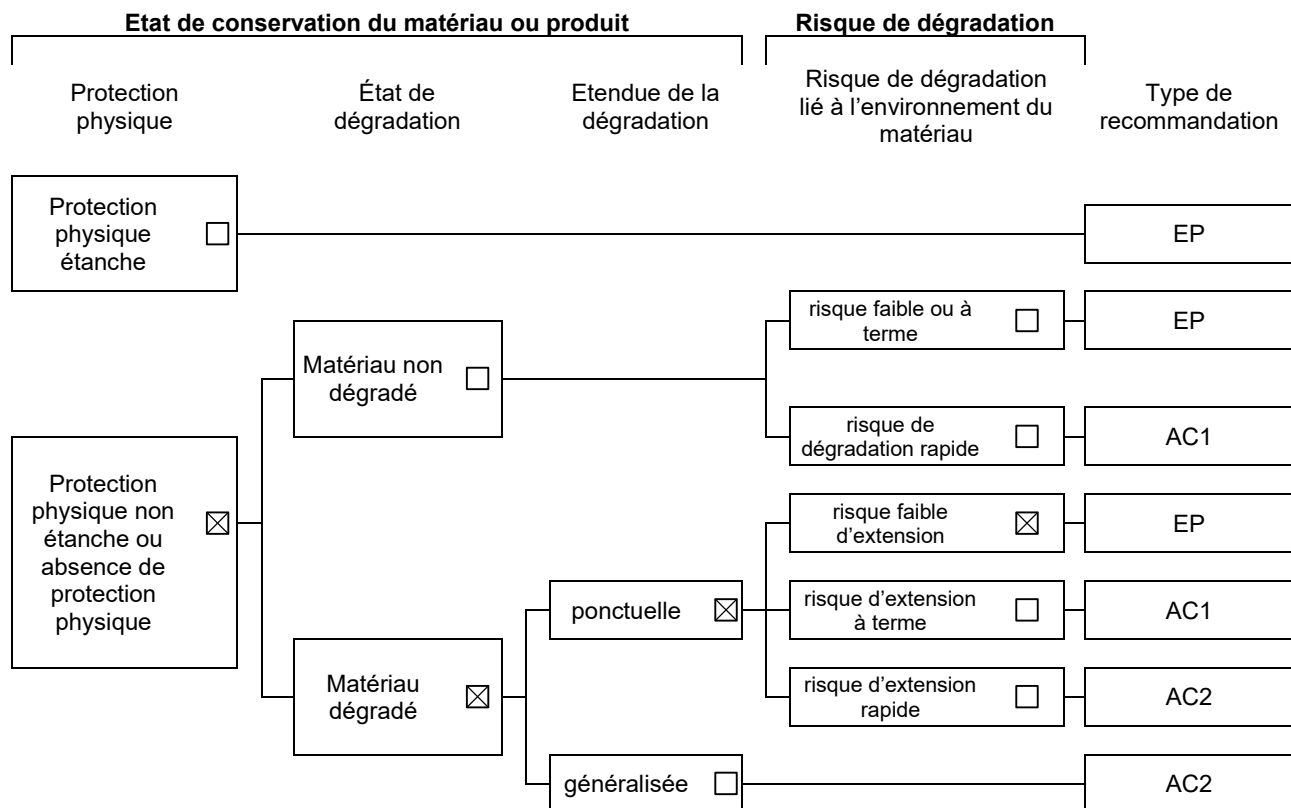 Etat de conservation du matériau ou produit
Risque de dégradation
Protection
physique
État de
dégradation
Etendue de la
dégradation
Risque de dégradation
lié à l'environnement du
matériau
Type de
recommandation
Protection
physique
étanche
EP
risque faible ou à
terme
EP
Matériau non
dégradé
risque de
dégradation rapide
AC1
Protection
physique non
étanche ou
absence de
protection
physique
risque faible
d'extension
EP
ponctuelle
risque d'extension
à terme
AC1
Matériau
dégradé
risque d'extension
rapide
AC2
généralisée
AC2